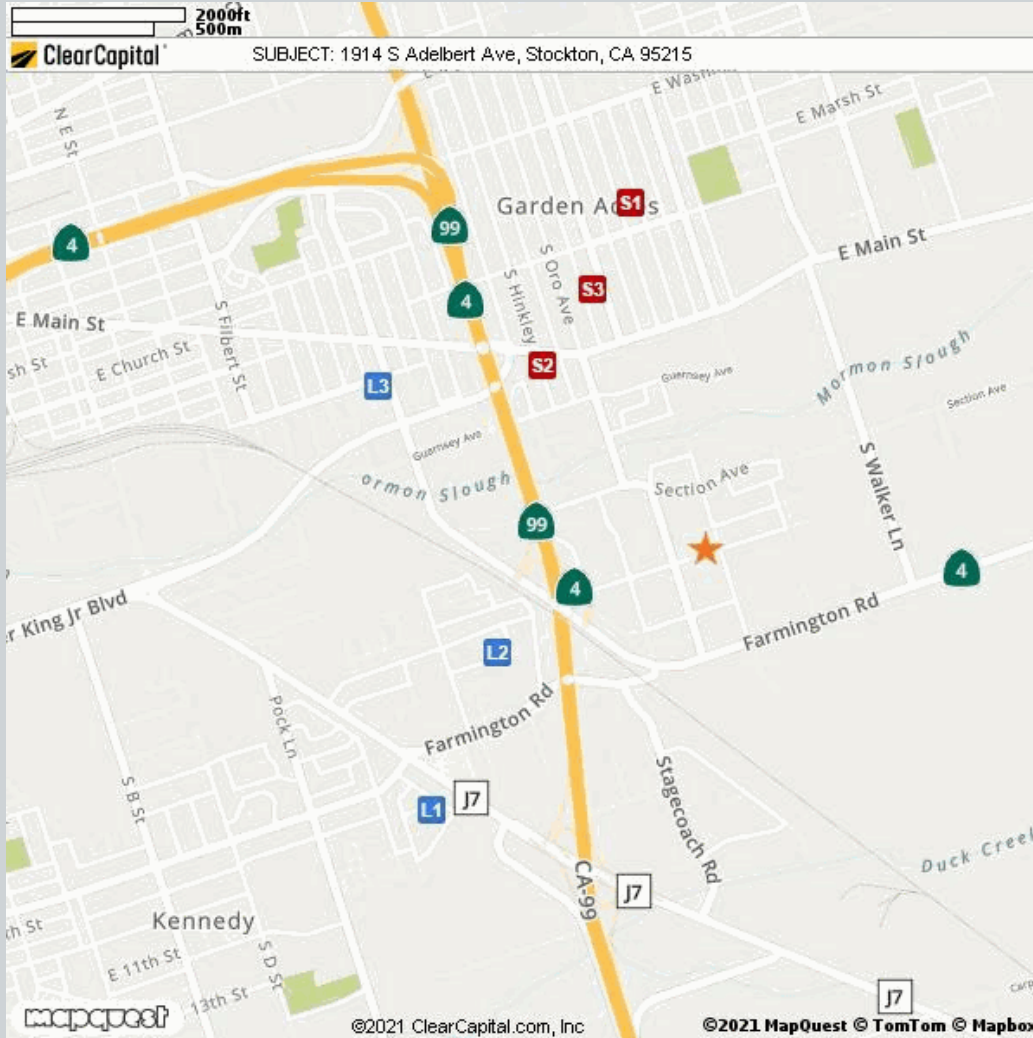 2000ft
500m
ClearCapital
SUBJECT: 1914 S Adelbert Ave, Stockton, CA 95215
E Marsh St
N E St
S1
99
4
E Main St
S Oro Ave
S Hinkley
S3
4
E Main St
S Filbert St
E Church St
sh St
S2
L3
Guernsey Ave
Mormon Slough
Section Ave
Guernsey Ave
ormon Slough
Section Ave
S Walker Ln
99
4
4
er King Jr Blvd
Farmington Rd
L2
Farmington Rd
Pock Ln
S B St
L1
J7
Stagecoach Rd
Duck Creek
CA-99
J7
Kennedy
th St
E 11th St
S D St
13th St
J7
mapquest
©2021 ClearCapital.com, Inc
©2021 MapQuest © TomTom © Mapbox